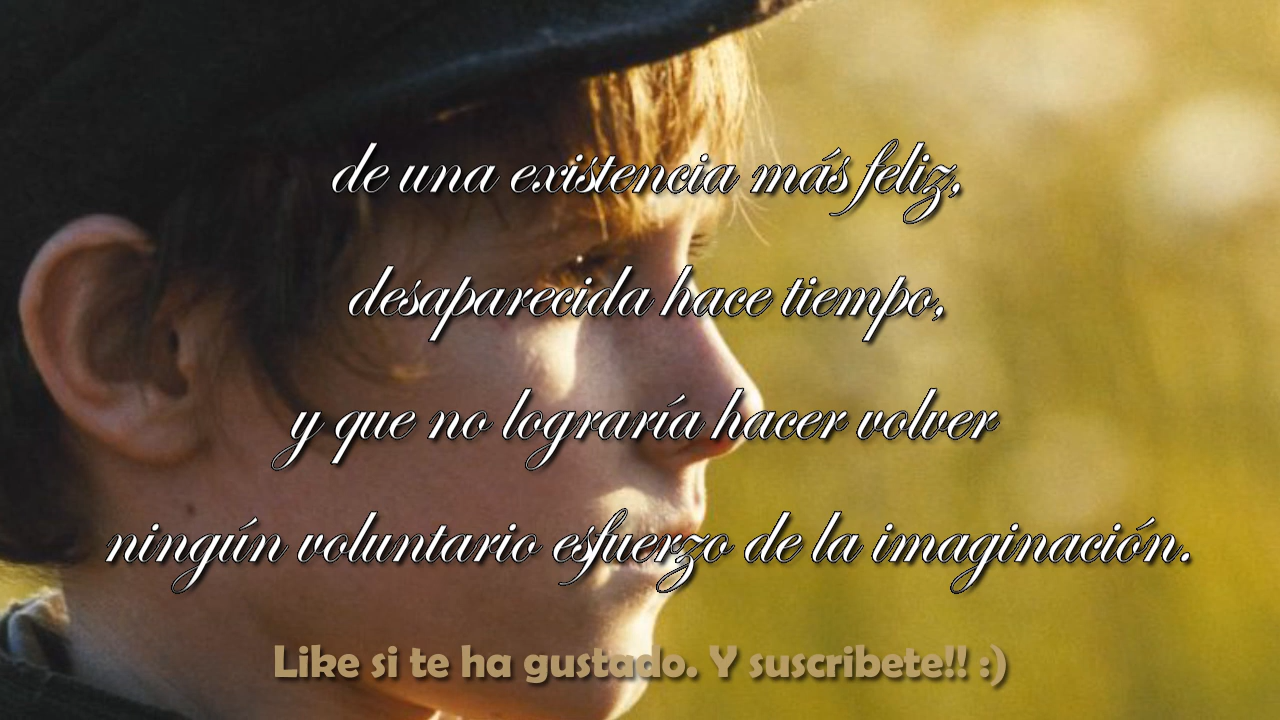 de una existencia más feliz,
desaparecida hace tiempo,
y que no lograría hacer volver
ningún voluntario esfuerzo de la imaginación.
Like si te ha gustado. Y suscribete!! :)